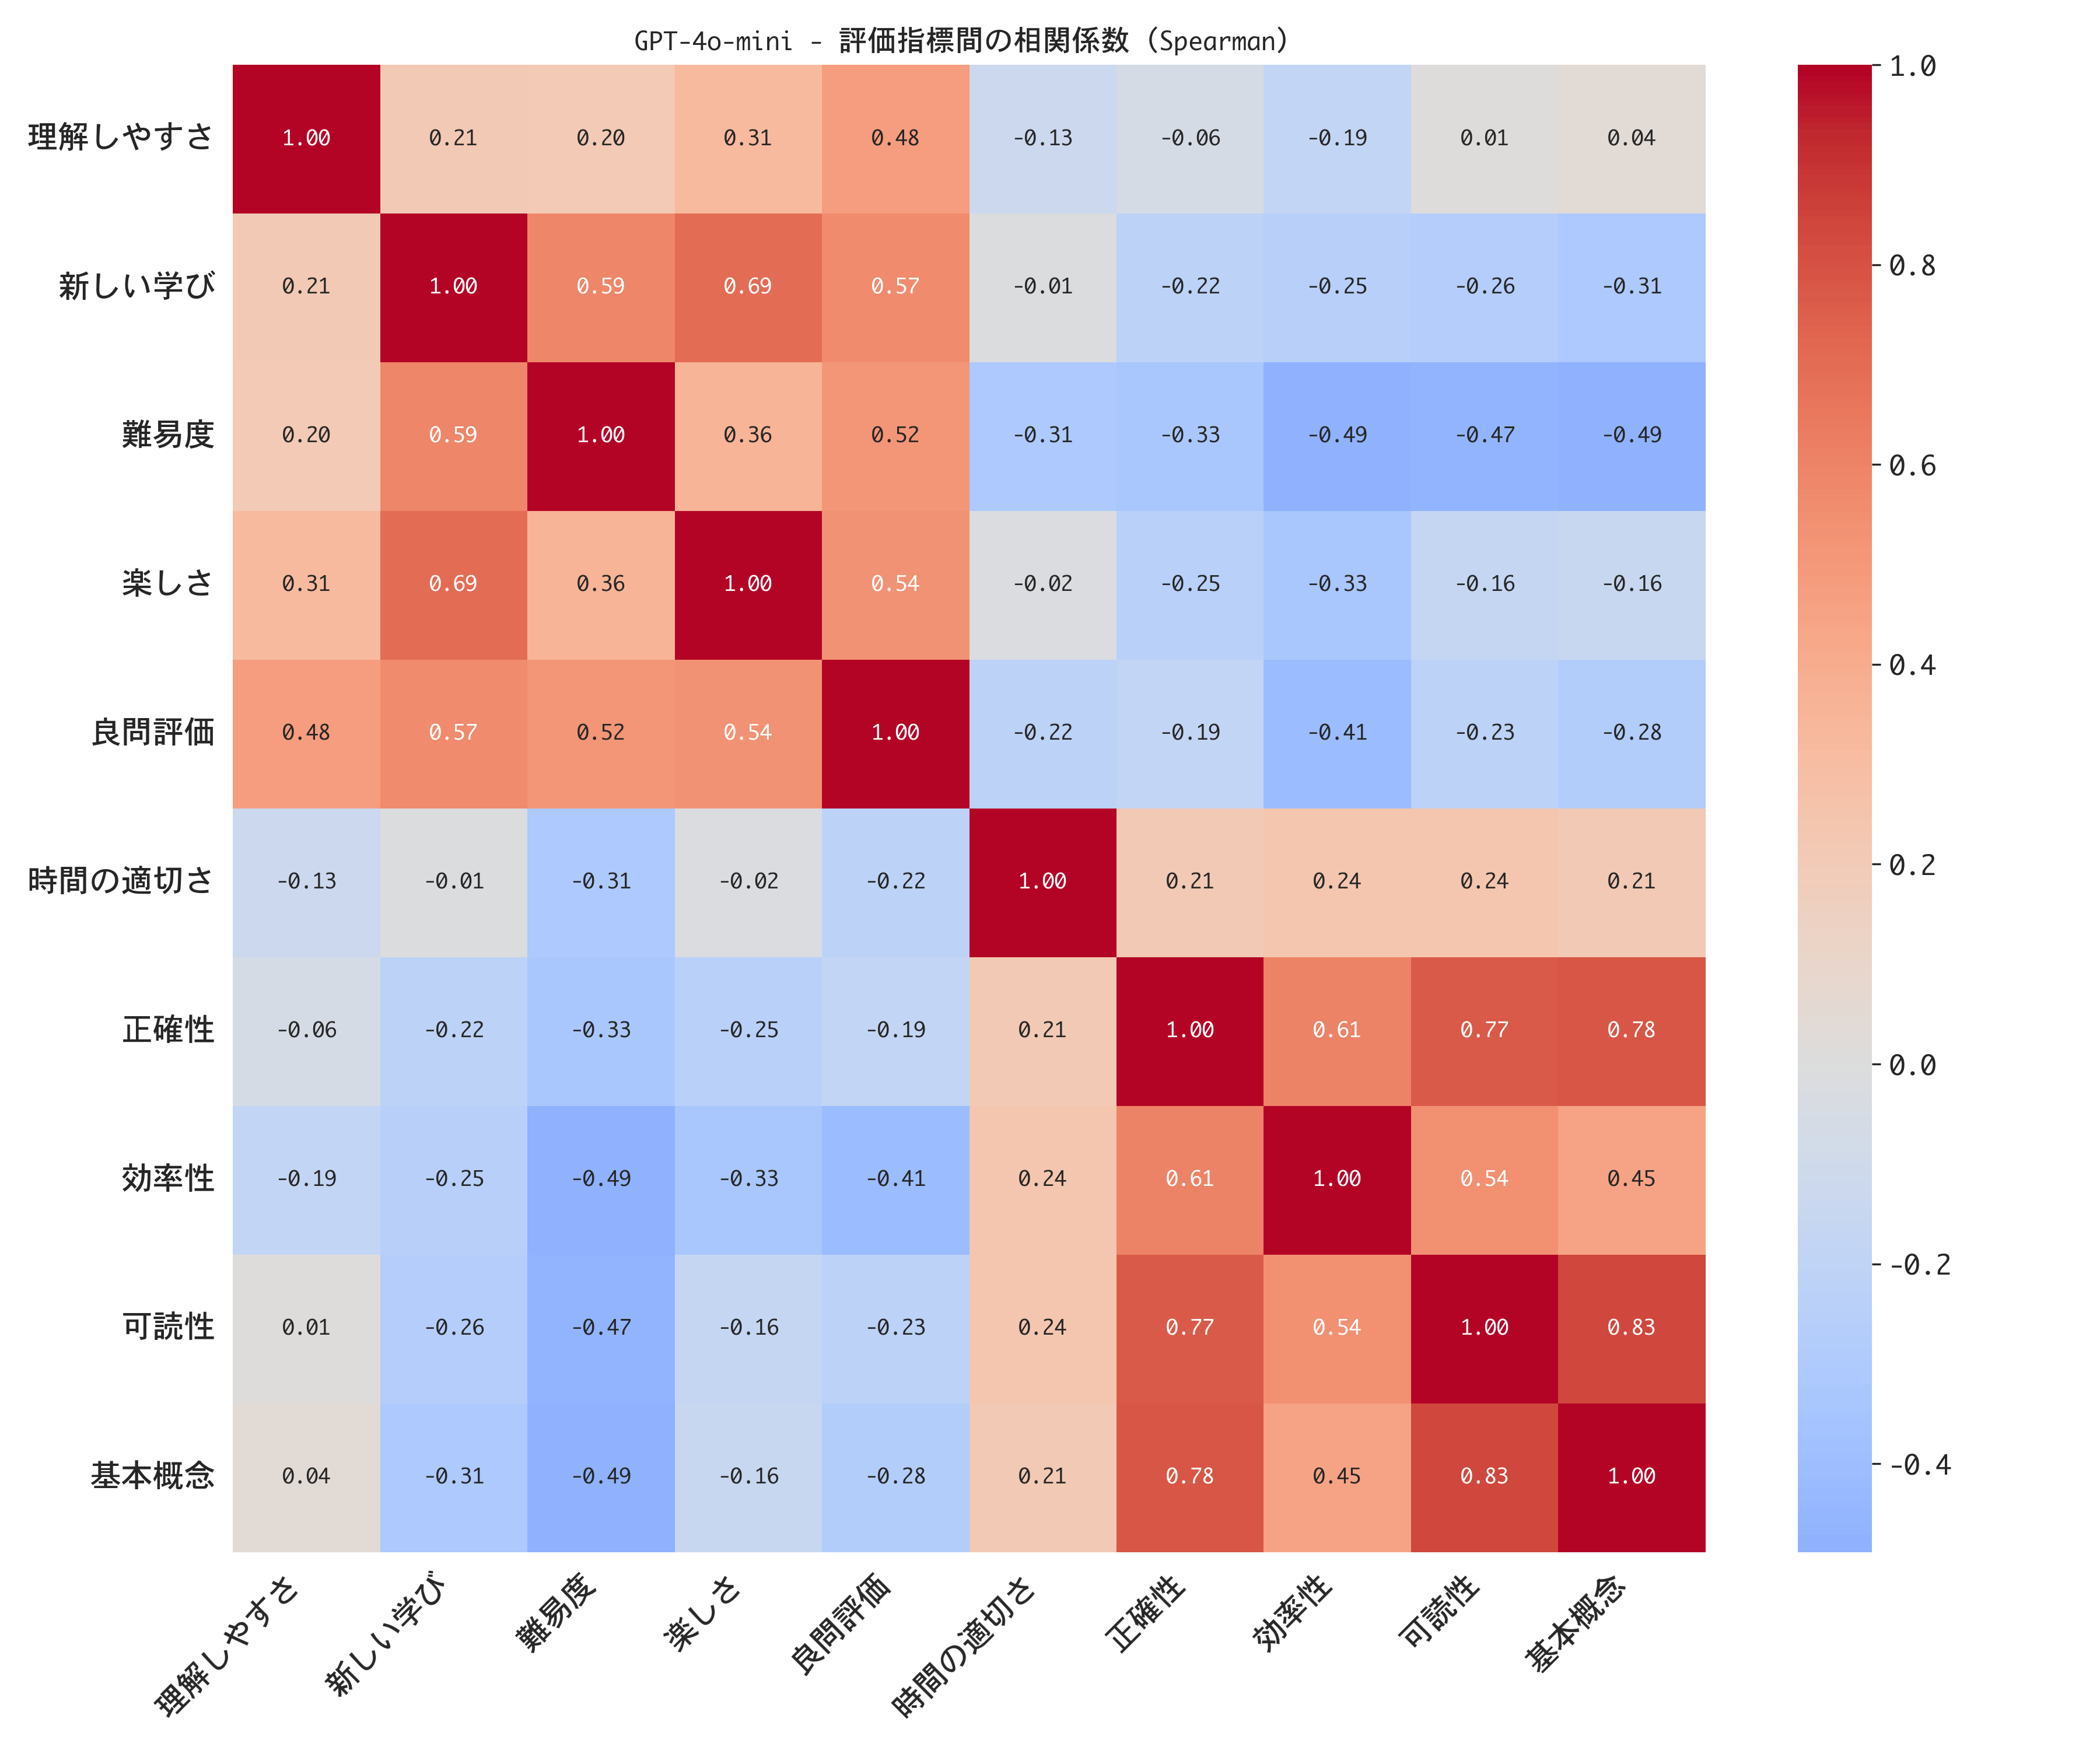 GPT-4o-mini - 評価指標間の相関係数 (Spearman)
理解しやすさ 1.00 0.21 0.20 0.31 0.48 -0.13 -0.06 -0.19 0.01 0.04
新しい学び 0.21 1.00 0.59 0.69 0.57 -0.01 -0.22 -0.25 -0.26 -0.31
難易度 0.20 0.59 1.00 0.36 0.52 -0.31 -0.33 -0.49 -0.47 -0.49
楽しさ 0.31 0.69 0.36 1.00 0.54 -0.02 -0.25 -0.33 -0.16 -0.16
良問評価 0.48 0.57 0.52 0.54 1.00 -0.22 -0.19 -0.41 -0.23 -0.28
時間の適切さ -0.13 -0.01 -0.31 -0.02 -0.22 1.00 0.21 0.24 0.24 0.21
正確性 -0.06 -0.22 -0.33 -0.25 -0.19 0.21 1.00 0.61 0.77 0.78
効率性 -0.19 -0.25 -0.49 -0.33 -0.41 0.24 0.61 1.00 0.54 0.45
可読性 0.01 -0.26 -0.47 -0.16 -0.23 0.24 0.77 0.54 1.00 0.83
基本概念 0.04 -0.31 -0.49 -0.16 -0.28 0.21 0.78 0.45 0.83 1.00
理解しやすさ 新しい学び 難易度 楽しさ 良問評価 時間の適切さ 正確性 効率性 可読性 基本概念
1.0
0.8
0.6
0.4
0.2
0.0
-0.2
-0.4